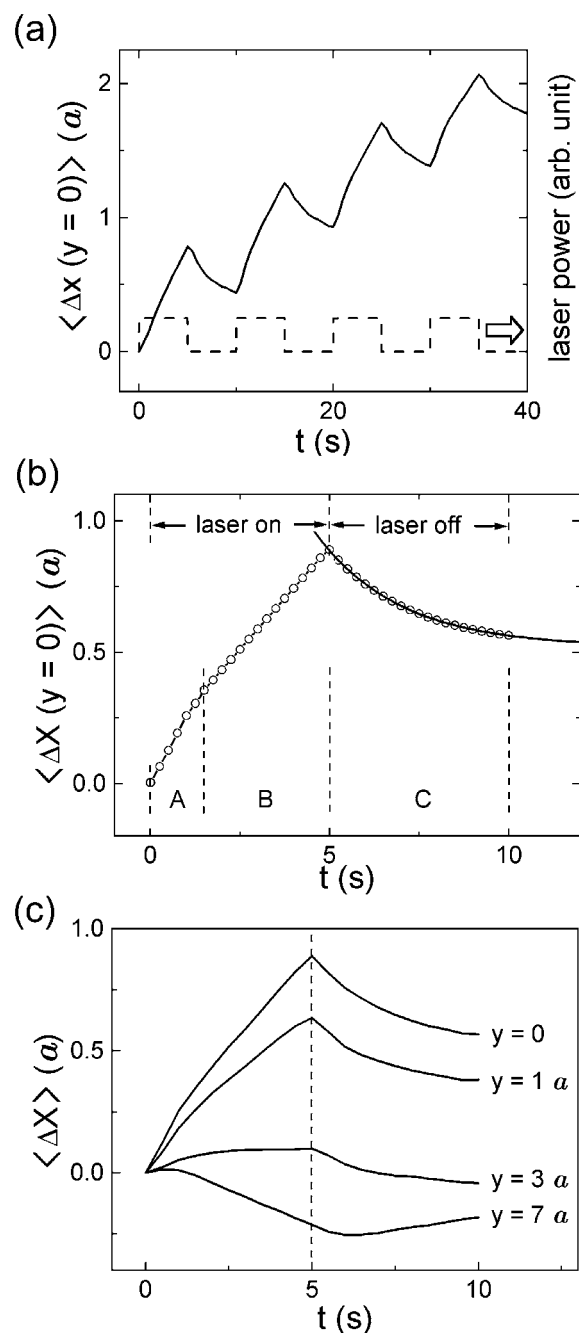 (a)
<Δx (y = 0)> (a)
2
1
0
0
20
40
t (s)
laser power (arb. unit)
(b)
<ΔX (y = 0)> (a)
1.0
0.5
0.0
laser on
laser off
A
B
C
0
5
10
t (s)
(c)
<ΔX> (a)
1.0
0.5
0.0
y = 0
y = 1 a
y = 3 a
y = 7 a
0
5
10
t (s)